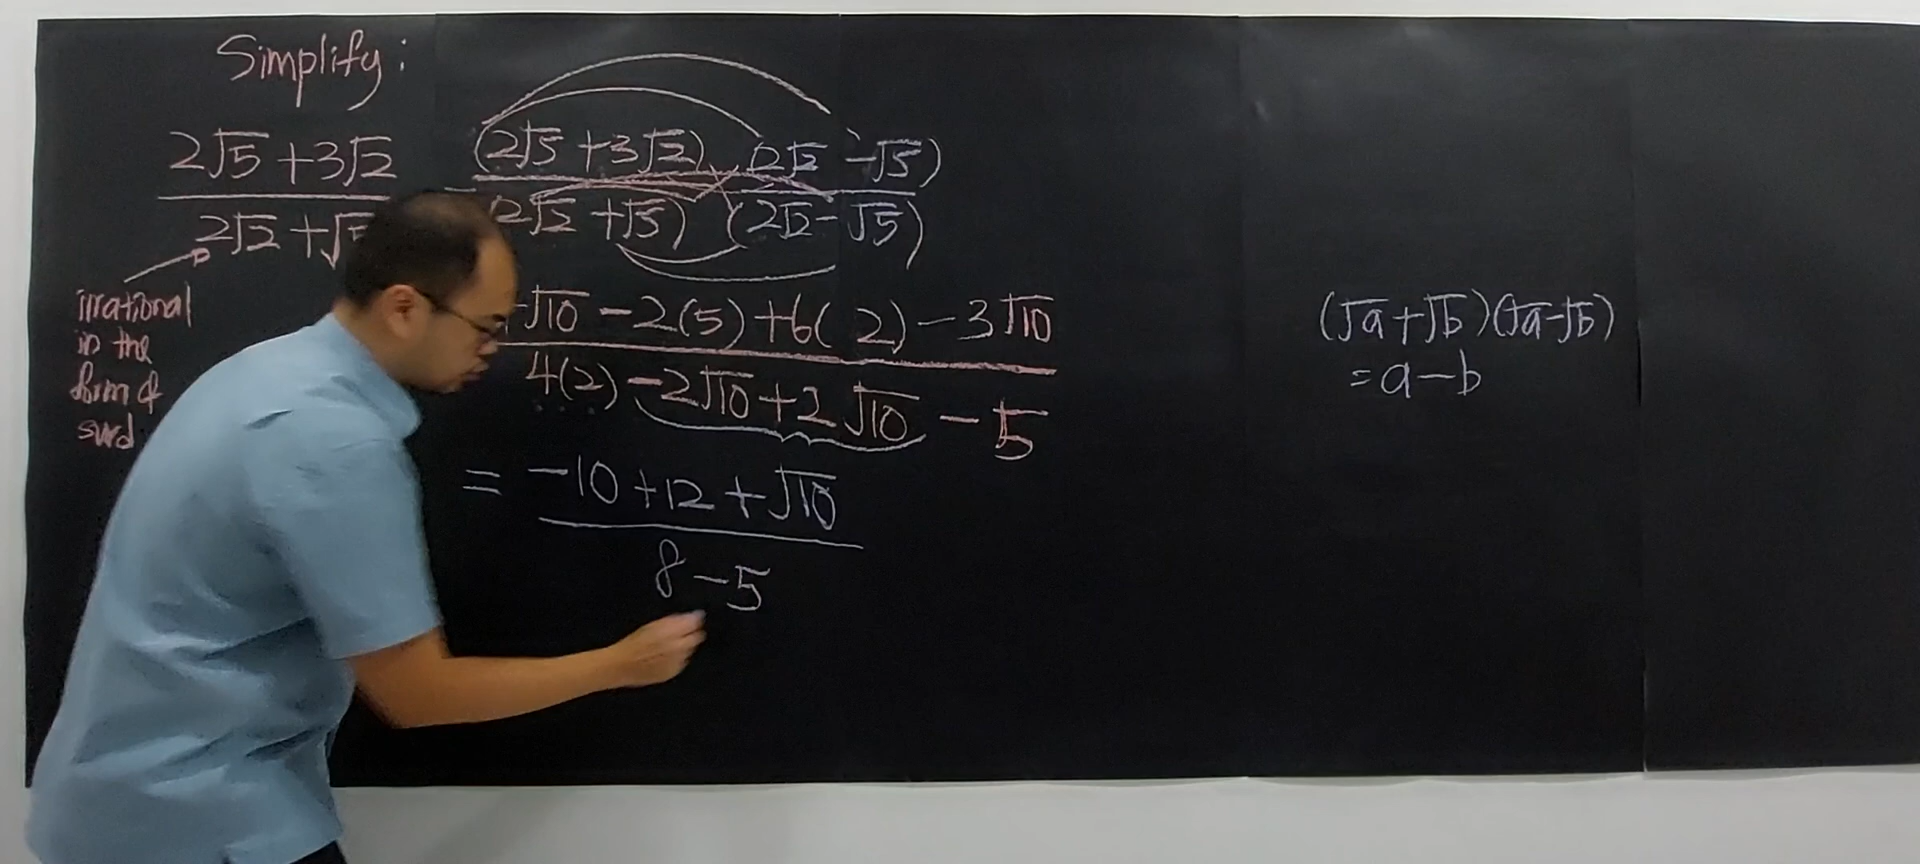 Simplify:
2√5 + 3√2 (2√5 + 3√2) (2√2 - √5)
2√2 + √5 2√2 + √5) (2√2 - √5)
irrational
in the
form of
surd
√10 - 2(5) + 6(2) - 3√10
4(2) - 2√10 + 2√10 - 5
= -10 + 12 + √10
8 - 5
(√a + √b)(√a - √b)
= a - b